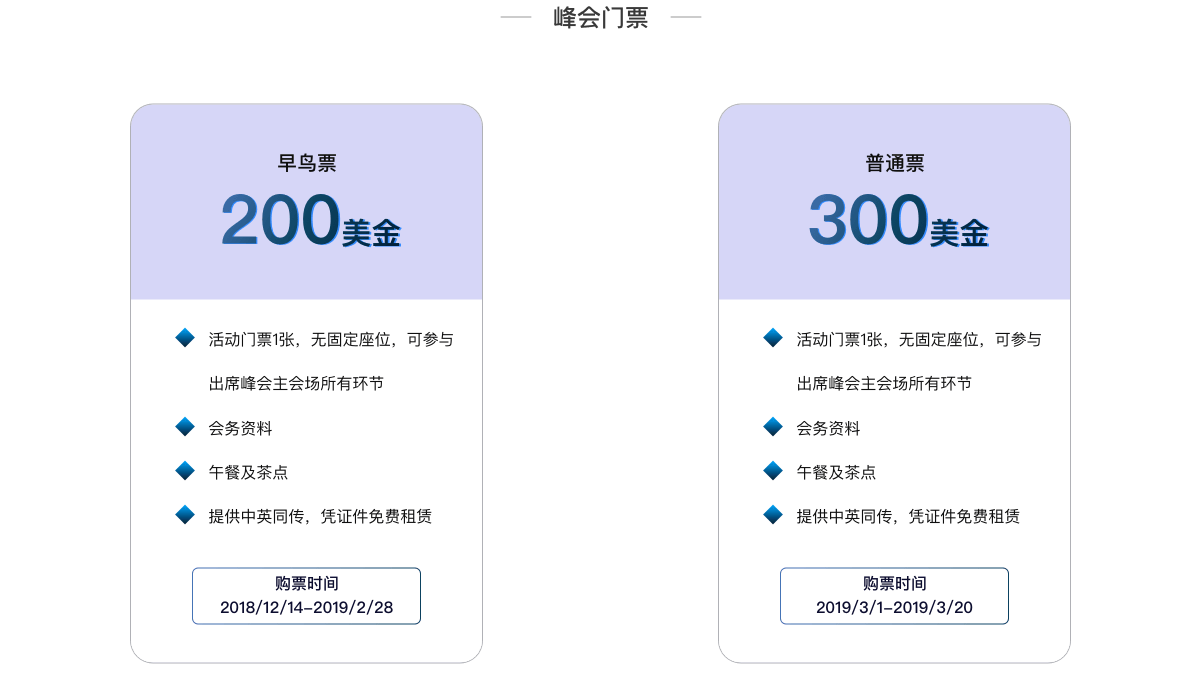 峰会门票
早鸟票
200美金
活动门票1张，无固定座位，可参与
出席峰会主会场所有环节
会务资料
午餐及茶点
提供中英同传，凭证件免费租赁
购票时间
2018/12/14-2019/2/28
普通票
300美金
活动门票1张，无固定座位，可参与
出席峰会主会场所有环节
会务资料
午餐及茶点
提供中英同传，凭证件免费租赁
购票时间
2019/3/1-2019/3/20